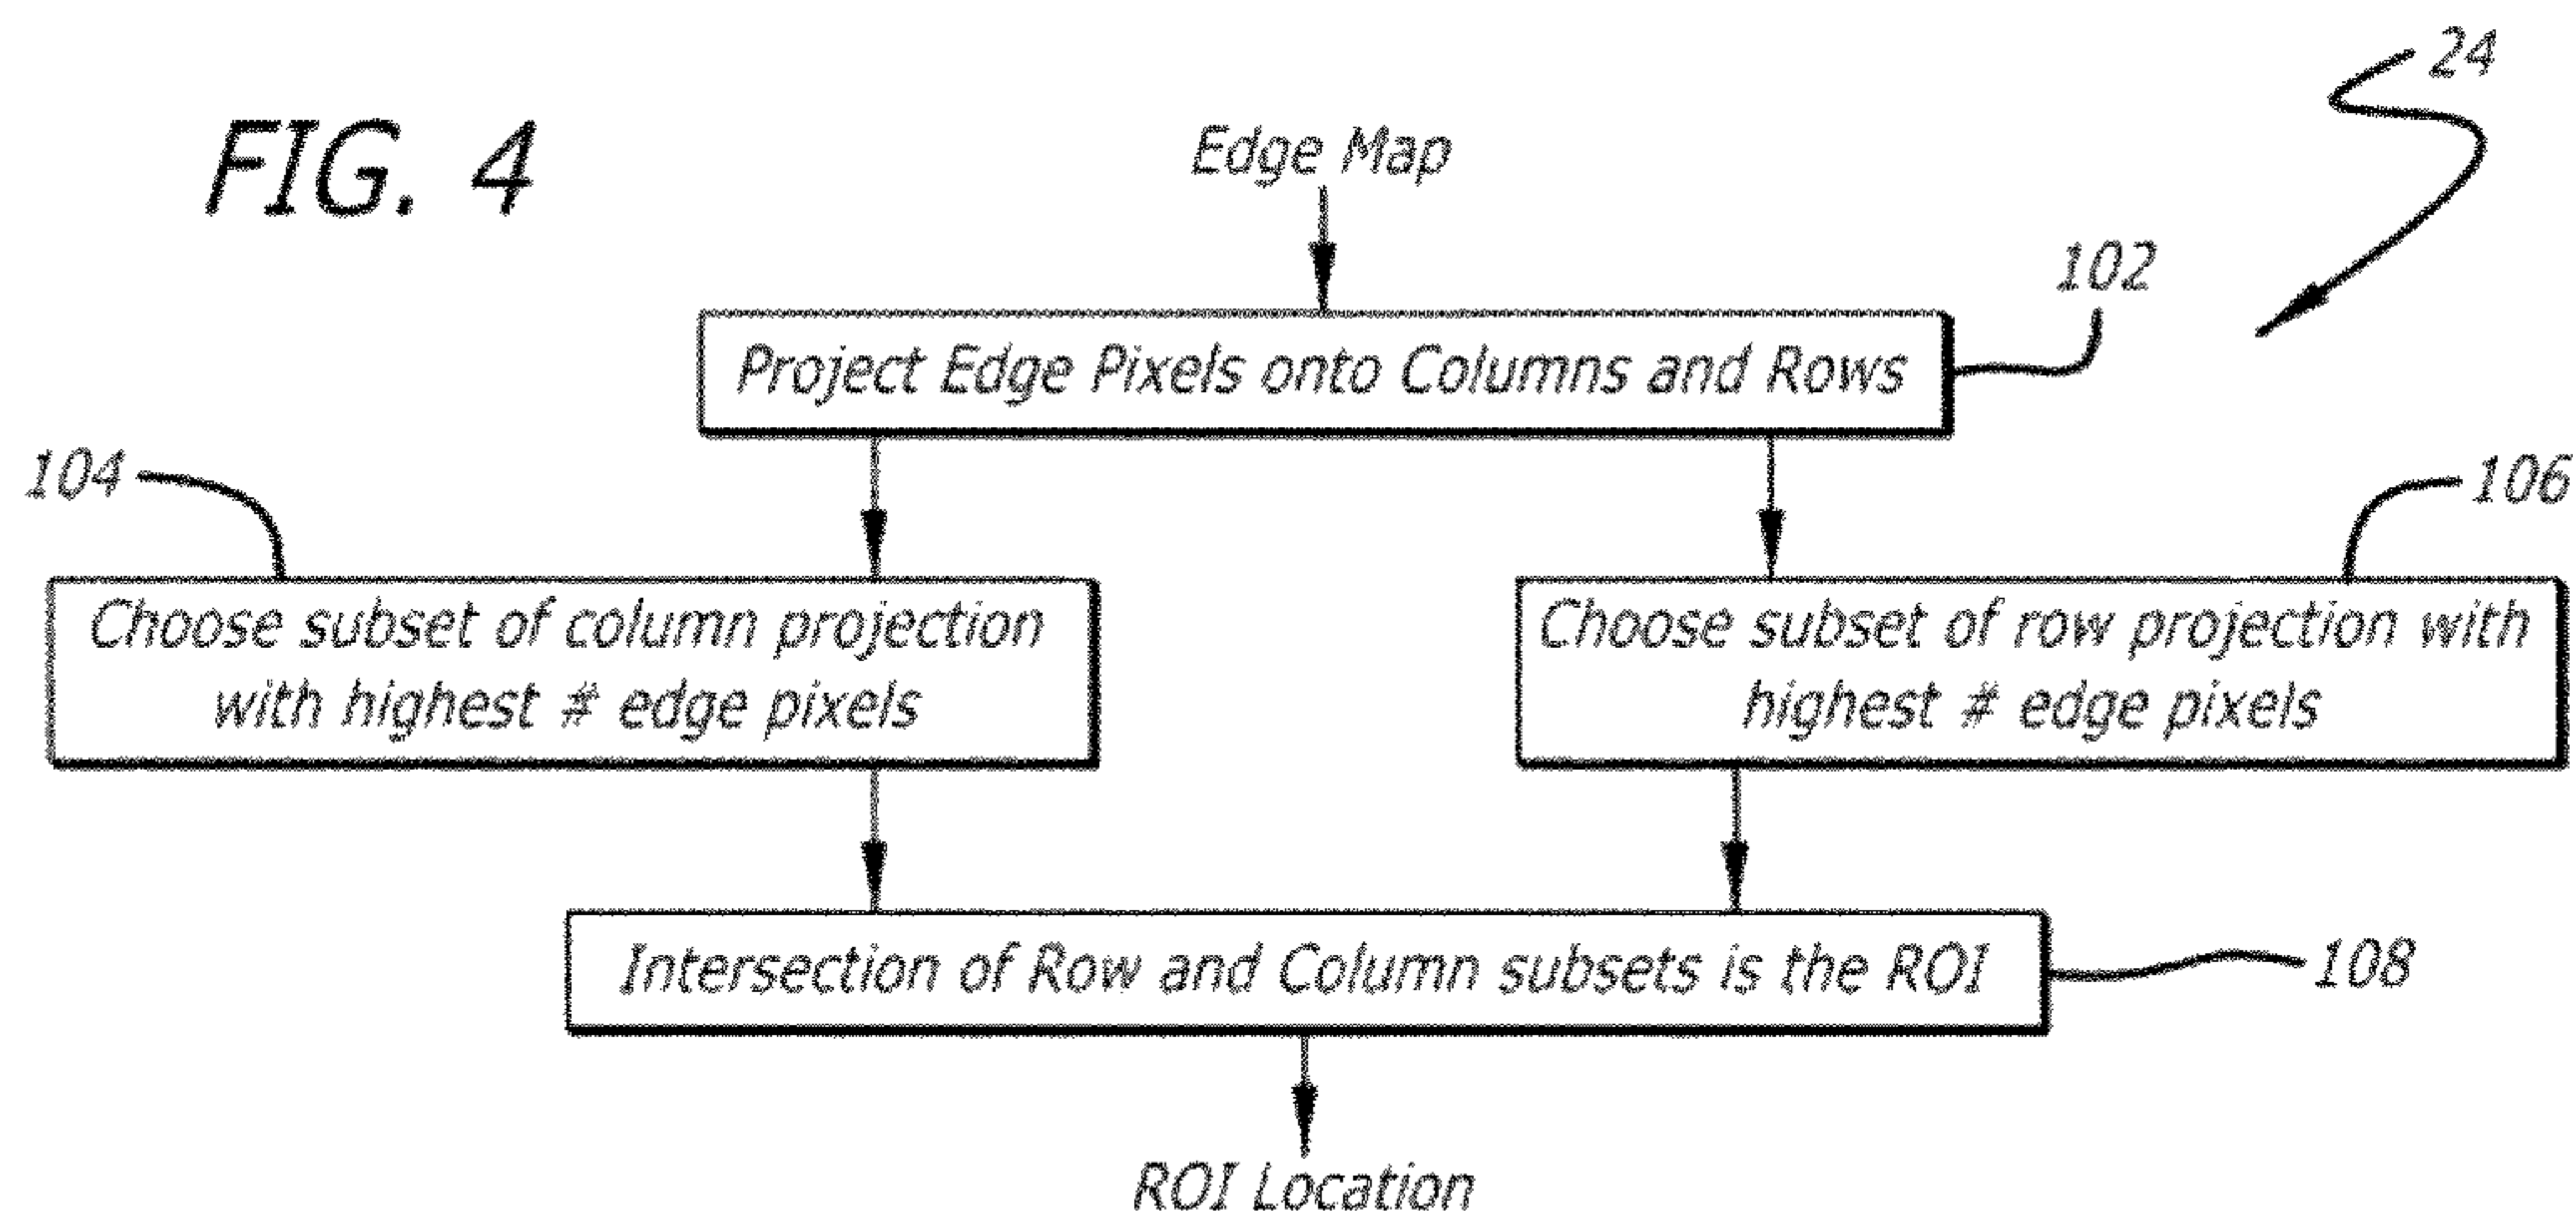 24
FIG. 4
Edge Map
102
Project Edge Pixels onto Columns and Rows
104
106
Choose subset of column projection
with highest # edge pixels
Choose subset of row projection with
highest # edge pixels
Intersection of Row and Column subsets is the ROI
108
ROI Location